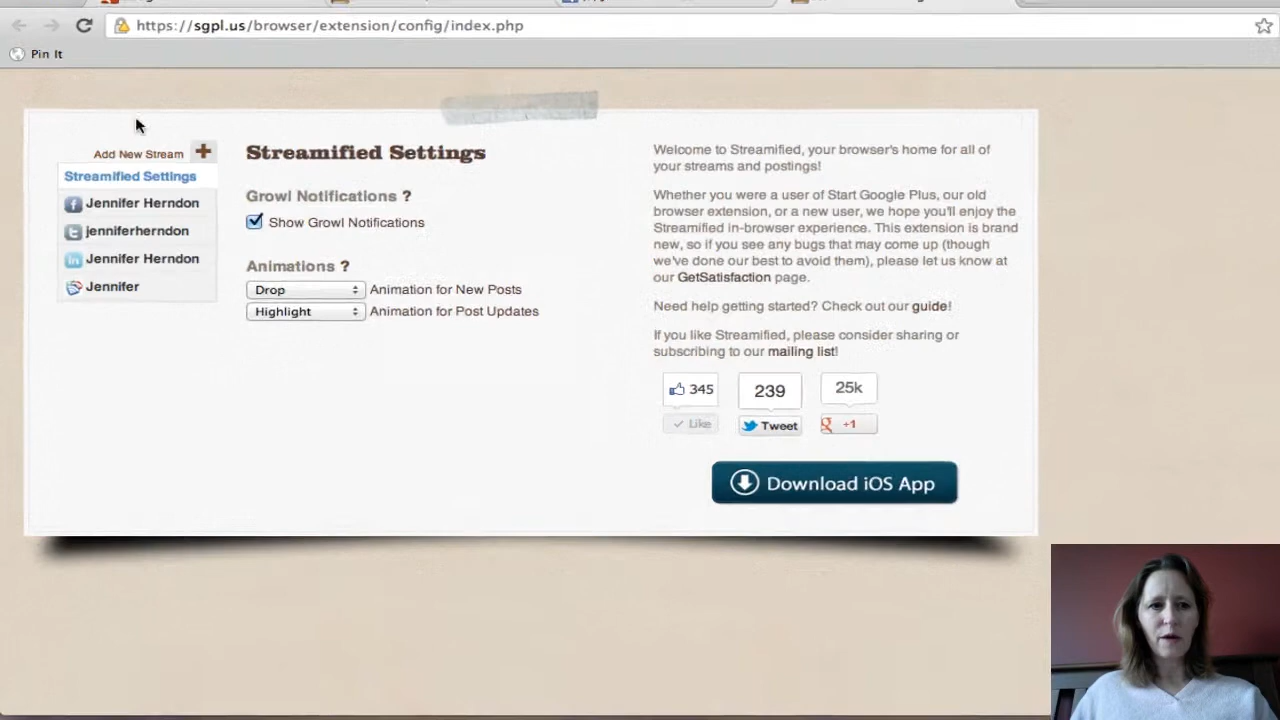 https://sgpl.us/browser/extension/config/index.php
Pin It
Add New Stream
Streamified Settings
Jennifer Herndon
jenniferherndon
Jennifer Herndon
Jennifer
Streamified Settings
Growl Notifications ?
Show Growl Notifications
Animations ?
Drop Animation for New Posts
Highlight Animation for Post Updates
Welcome to Streamified, your browser's home for all of
your streams and postings!
Whether you were a user of Start Google Plus, our old
browser extension, or a new user, we hope you'll enjoy the
Streamified in-browser experience. This extension is brand
new, so if you see any bugs that may come up (though
we've done our best to avoid them), please let us know at
our GetSatisfaction page.
Need help getting started? Check out our guide!
If you like Streamified, please consider sharing or
subscribing to our mailing list!
345 239 25k
Like Tweet +1
Download iOS App